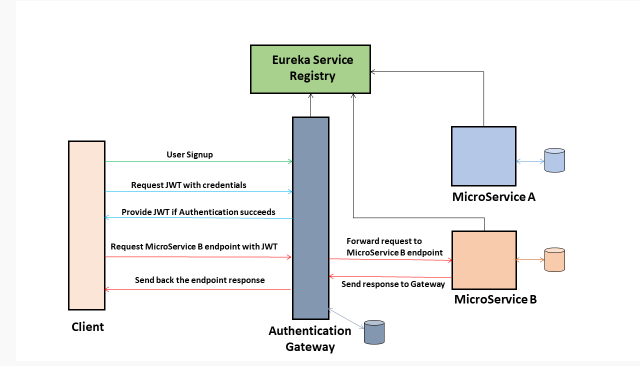 Eureka Service
Registry
User Signup
Request JWT with credentials
Provide JWT if Authentication succeeds
Request MicroService B endpoint with JWT
Send back the endpoint response
Forward request to
MicroService B endpoint
Send response to Gateway
MicroService A
MicroService B
Client
Authentication
Gateway